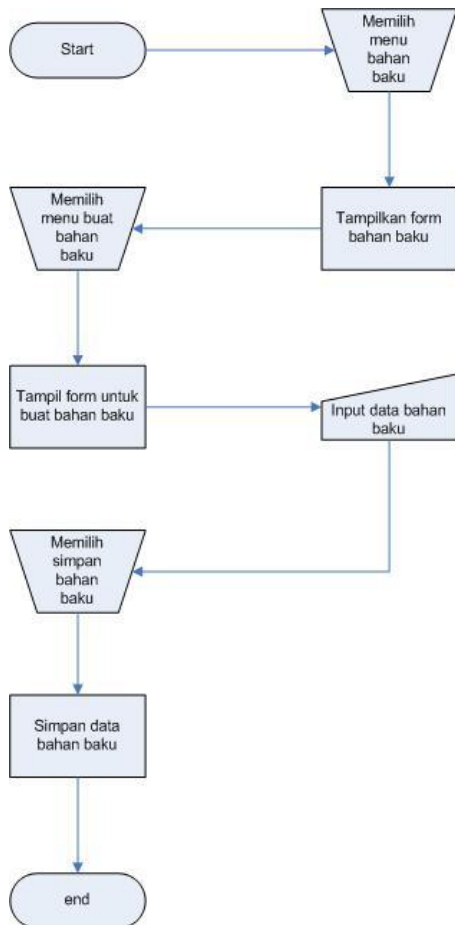 Start
Memilih
menu
bahan
baku
Tampilkan form
bahan baku
Memilih
menu buat
bahan
baku
Tampil form untuk
buat bahan baku
Input data bahan
baku
Memilih
simpan
bahan
baku
Simpan data
bahan baku
end